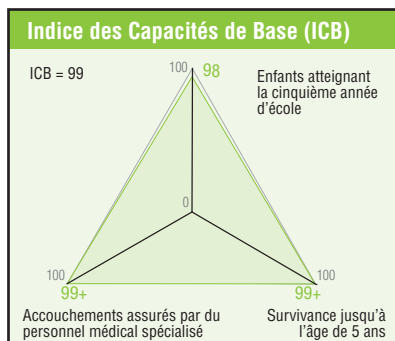 Indice des Capacités de Base (ICB)
ICB = 99
100
98
Enfants atteignant
la cinquième année
d'école
0
100
99+
99+
100
Accouchements assurés par du
personnel médical spécialisé
Survivance jusqu'à
l'âge de 5 ans